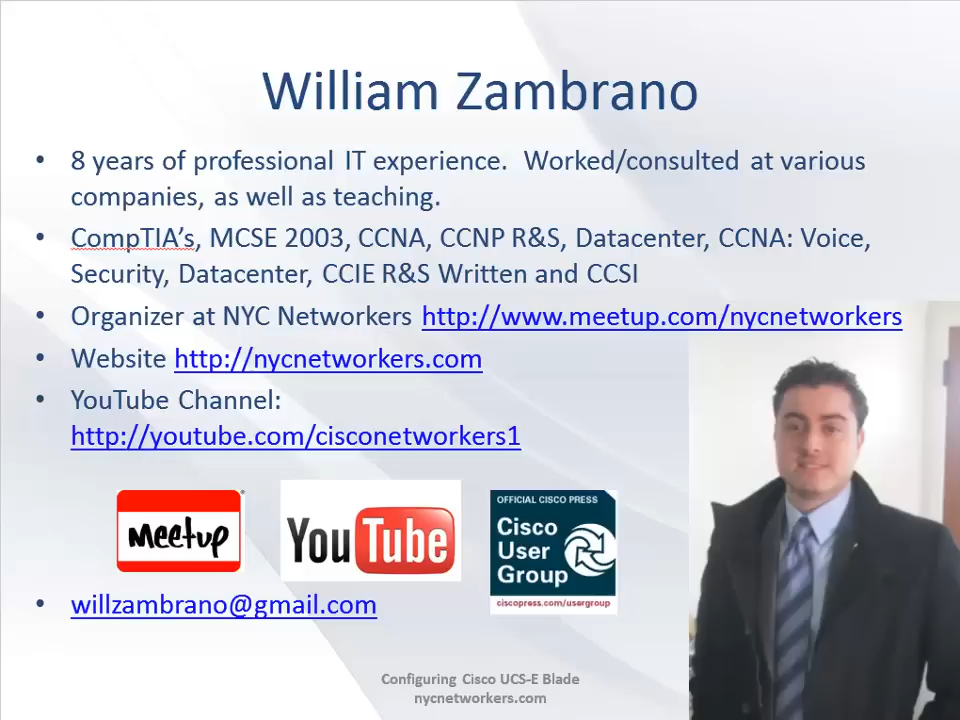 William Zambrano
• 8 years of professional IT experience.  Worked/consulted at various
companies, as well as teaching.
• CompTIA's, MCSE 2003, CCNA, CCNP R&S, Datacenter, CCNA: Voice,
Security, Datacenter, CCIE R&S Written and CCSI
• Organizer at NYC Networkers http://www.meetup.com/nycnetworkers
• Website http://nycnetworkers.com
• YouTube Channel:
http://youtube.com/cisconetworkers1
Meetup
YouTube
OFFICIAL CISCO PRESS
Cisco
User
Group
ciscopress.com/usergroup
• willzambrano@gmail.com
Configuring Cisco UCS-E Blade
nycnetworkers.com